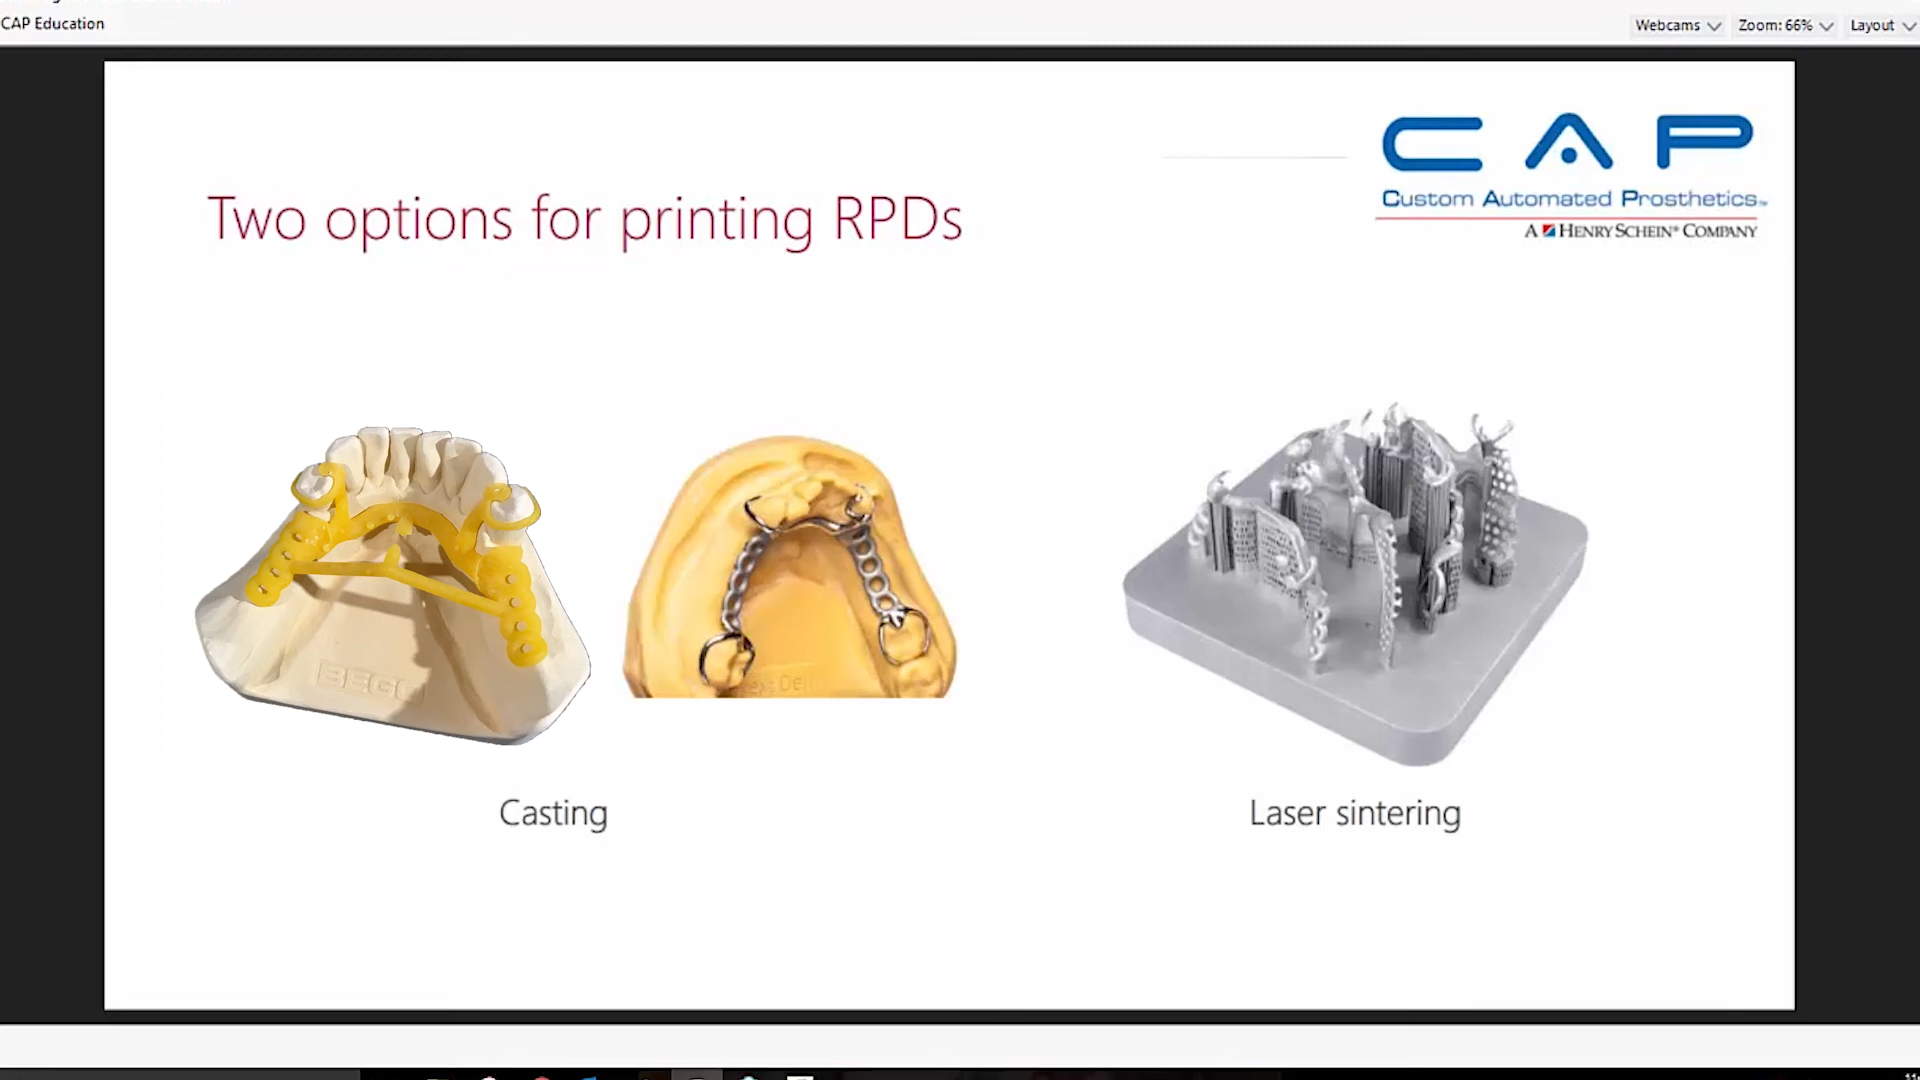 CAP Education
Webcams Zoom: 66% Layout
CAP
Custom Automated Prosthetics
A HENRY SCHEIN® COMPANY
Two options for printing RPDs
BEGO
Casting
Laser sintering